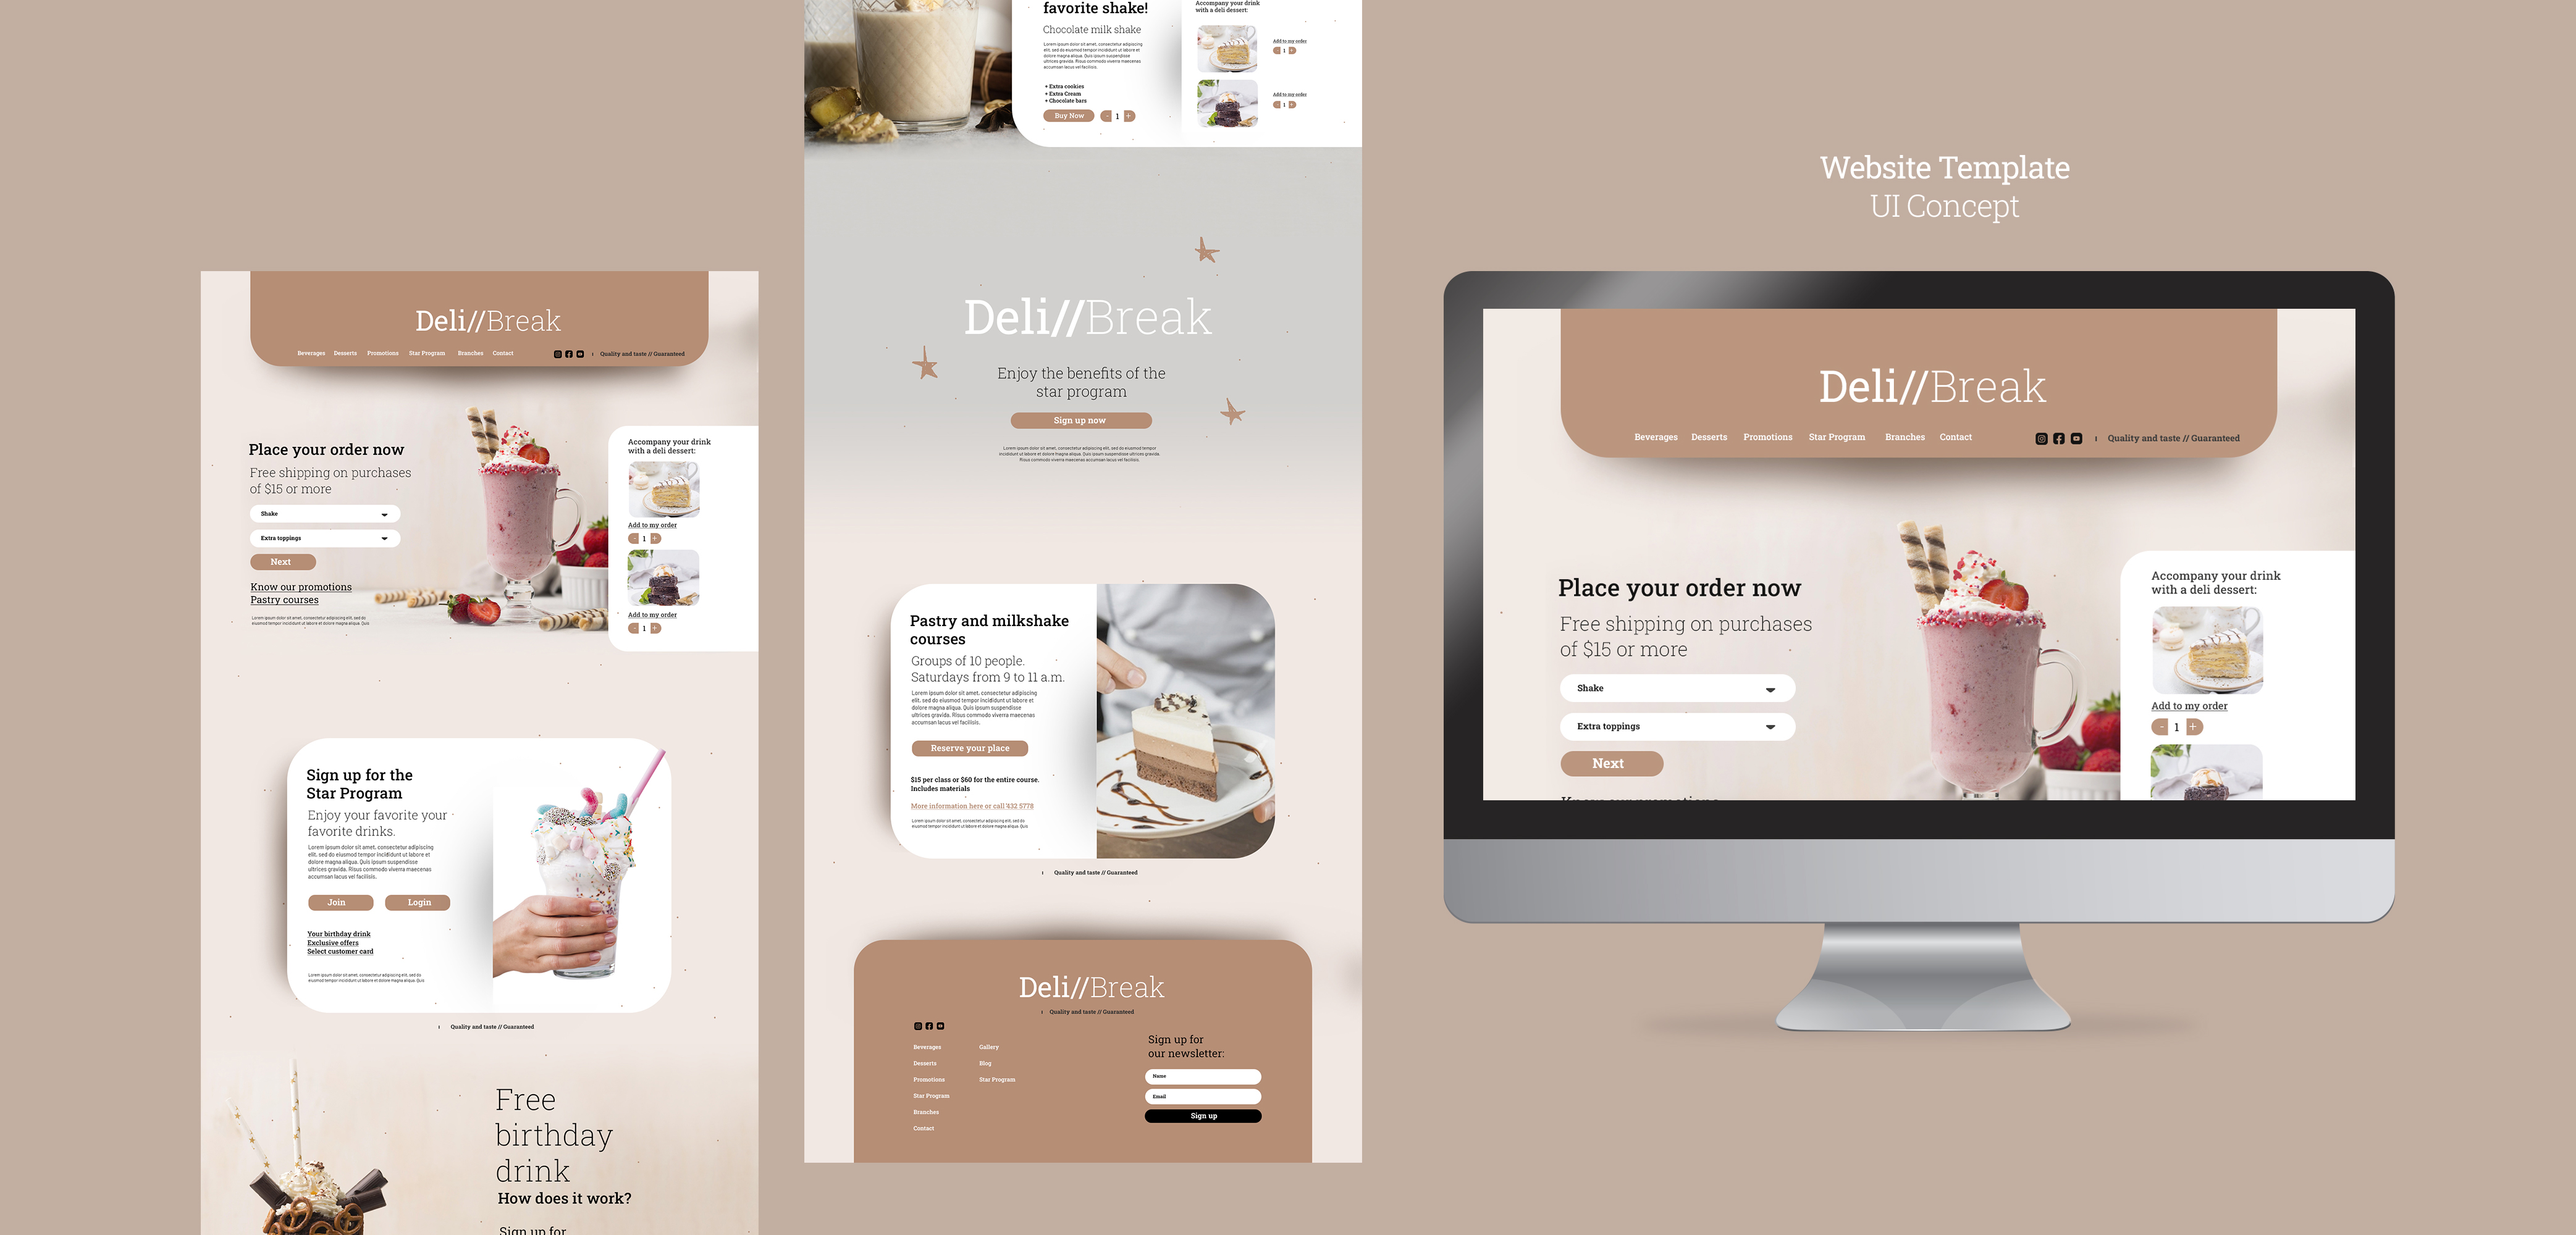 Deli//Break
Beverages Desserts Promotions Star Program Branches Contact Quality and taste // Guaranteed
Place your order now
Free shipping on purchases
of $15 or more
Shake
Extra toppings
Next
Know our promotions
Pastry courses
Lorem ipsum dolor sit amet, consectetur adipiscing elit, sed do
eiusmod tempor incididunt ut labore et dolore magna aliqua. Quis
Accompany your drink
with a deli dessert:
Add to my order
- 1 +
Add to my order
- 1 +
Sign up for the
Star Program
Enjoy your favorite your
favorite drinks.
Lorem ipsum dolor sit amet, consectetur adipiscing
elit, sed do eiusmod tempor incididunt ut labore et
dolore magna aliqua. Quis ipsum suspendisse
ultrices gravida. Risus commodo viverra maecenas
accumsan lacus vel facilisis.
Join Login
Your birthday drink
Exclusive offers
Select customer card
Lorem ipsum dolor sit amet, consectetur adipiscing elit, sed do
eiusmod tempor incididunt ut labore et dolore magna aliqua. Quis
Quality and taste // Guaranteed
Free
birthday
drink
How does it work?
Sign up for
favorite shake!
Chocolate milk shake
Lorem ipsum dolor sit amet, consectetur adipiscing
elit, sed do eiusmod tempor incididunt ut labore et
dolore magna aliqua. Quis ipsum suspendisse
ultrices gravida. Risus commodo viverra maecenas
accumsan lacus vel facilisis.
+ Extra cookies
+ Extra Cream
+ Chocolate bars
Buy Now - 1 +
Accompany your drink
with a deli dessert:
Add to my order
- 1 +
Add to my order
- 1 +
Deli//Break
Enjoy the benefits of the
star program
Sign up now
Lorem ipsum dolor sit amet, consectetur adipiscing elit, sed do eiusmod tempor
incididunt ut labore et dolore magna aliqua. Quis ipsum suspendisse ultrices gravida.
Risus commodo viverra maecenas accumsan lacus vel facilisis.
Pastry and milkshake
courses
Groups of 10 people.
Saturdays from 9 to 11 a.m.
Lorem ipsum dolor sit amet, consectetur adipiscing
elit, sed do eiusmod tempor incididunt ut labore et
dolore magna aliqua. Quis ipsum suspendisse
ultrices gravida. Risus commodo viverra maecenas
accumsan lacus vel facilisis.
Reserve your place
$15 per class or $60 for the entire course.
Includes materials
More information here or call 432 5778
Lorem ipsum dolor sit amet, consectetur adipiscing elit, sed do
eiusmod tempor incididunt ut labore et dolore magna aliqua. Quis
Quality and taste // Guaranteed
Deli//Break
Quality and taste // Guaranteed
Beverages Gallery
Desserts Blog
Promotions Star Program
Star Program
Branches
Contact
Sign up for
our newsletter:
Name
Email
Sign up
Website Template
UI Concept
Deli//Break
Beverages Desserts Promotions Star Program Branches Contact Quality and taste // Guaranteed
Place your order now
Free shipping on purchases
of $15 or more
Shake
Extra toppings
Next
Accompany your drink
with a deli dessert:
Add to my order
- 1 +